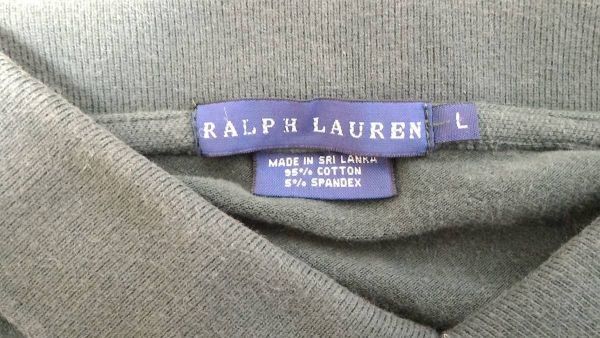 RALPH LAUREN
L
MADE IN SRI LANKA
95% COTTON
5% SPANDEX